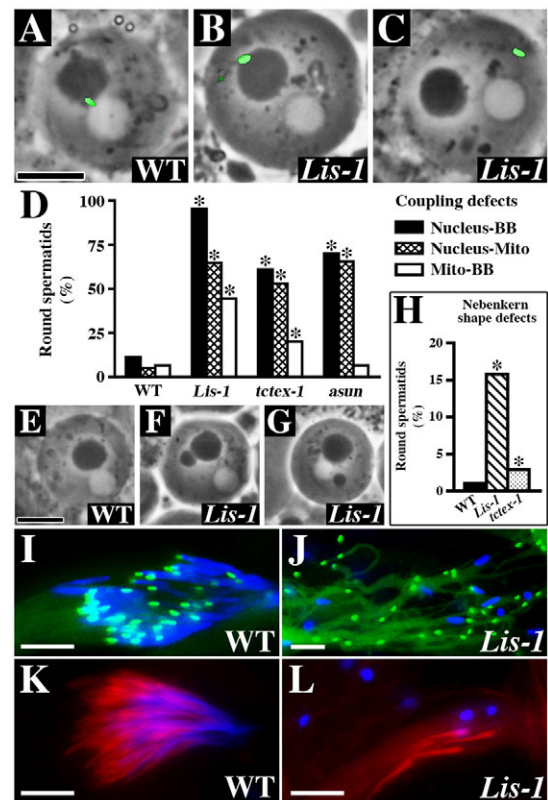 A
WT
B
Lis-1
C
Lis-1
D
Round spermatids
(%)
100
75
50
25
0
*
*
*
*
*
*
*
*
WT
Lis-1
tctex-1
asun
Coupling defects
Nucleus-BB
Nucleus-Mito
Mito-BB
H
Nebenkern
shape defects
Round spermatids
(%)
20
15
10
5
0
*
*
WT
Lis-1
tctex-1
E
WT
F
Lis-1
G
Lis-1
I
WT
J
Lis-1
K
WT
L
Lis-1